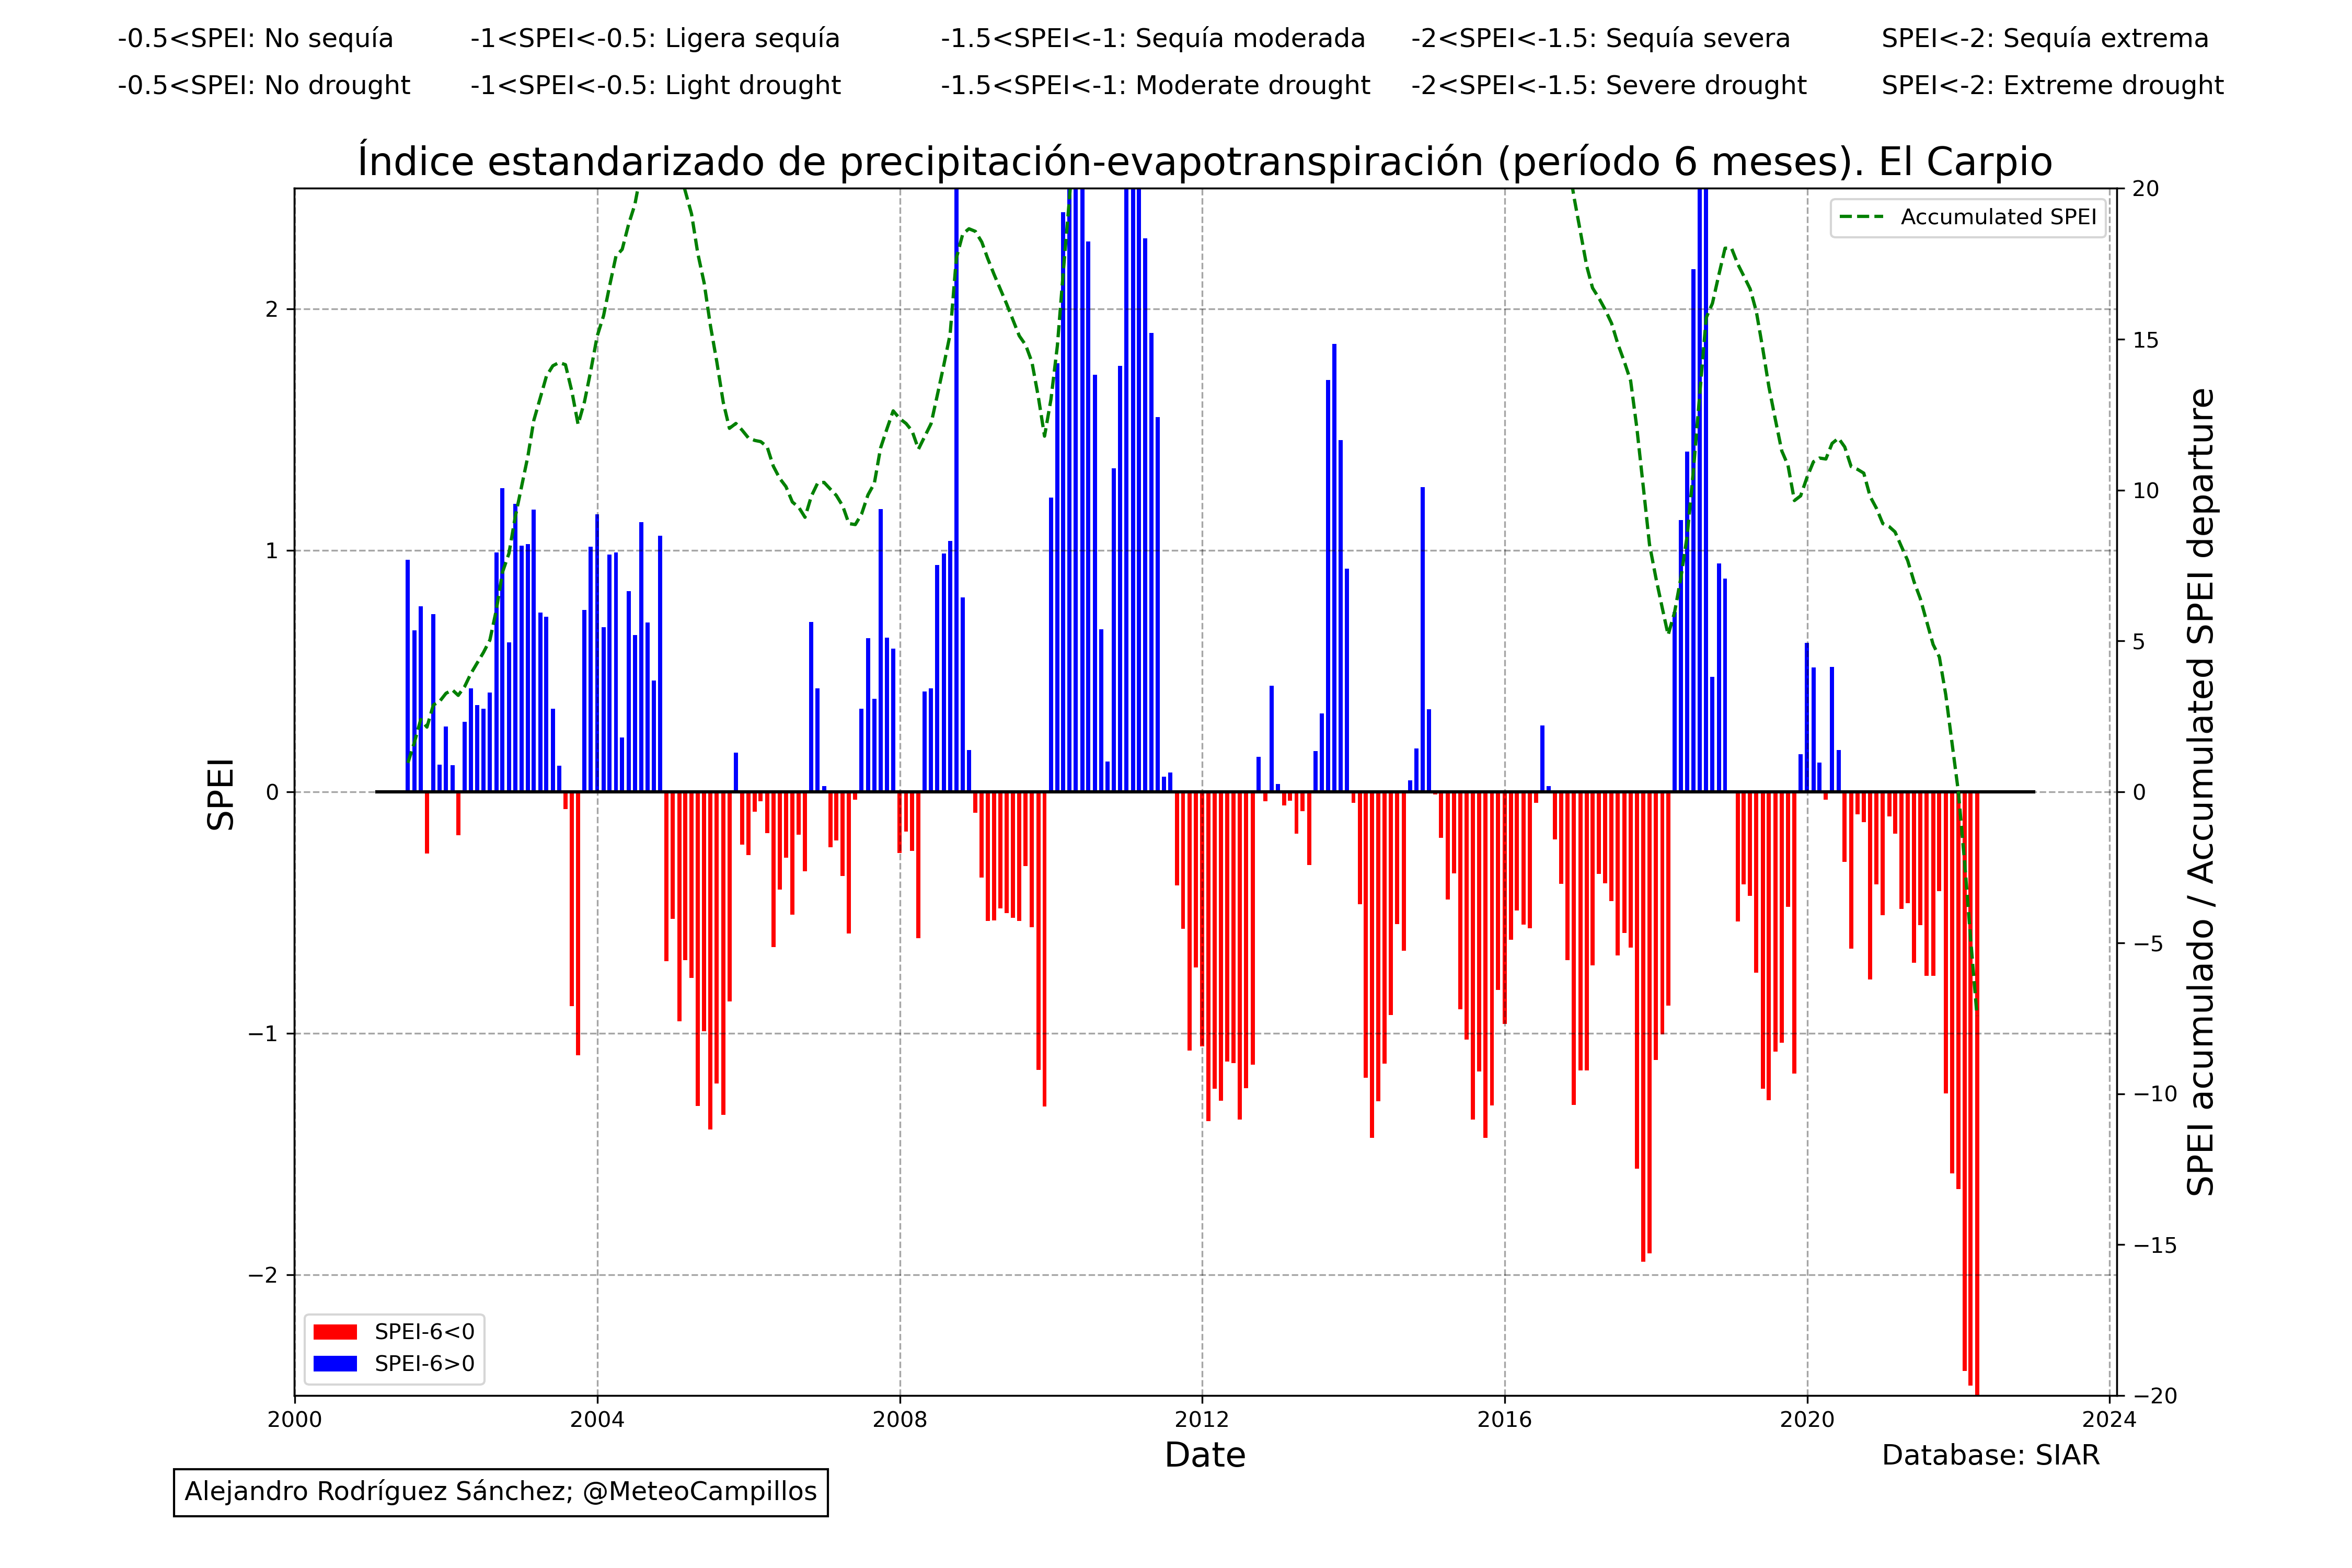 -0.5<SPEI: No sequía -1<SPEI<-0.5: Ligera sequía -1.5<SPEI<-1: Sequía moderada -2<SPEI<-1.5: Sequía severa SPEI<-2: Sequía extrema
-0.5<SPEI: No drought -1<SPEI<-0.5: Light drought -1.5<SPEI<-1: Moderate drought -2<SPEI<-1.5: Severe drought SPEI<-2: Extreme drought
Índice estandarizado de precipitación-evapotranspiración (período 6 meses). El Carpio
Accumulated SPEI
2
1
0
−1
−2
SPEI
20
15
10
5
0
−5
−10
−15
−20
SPEI acumulado / Accumulated SPEI departure
SPEI-6<0
SPEI-6>0
2000 2004 2008 2012 2016 2020 2024
Date
Database: SIAR
Alejandro Rodríguez Sánchez; @MeteoCampillos